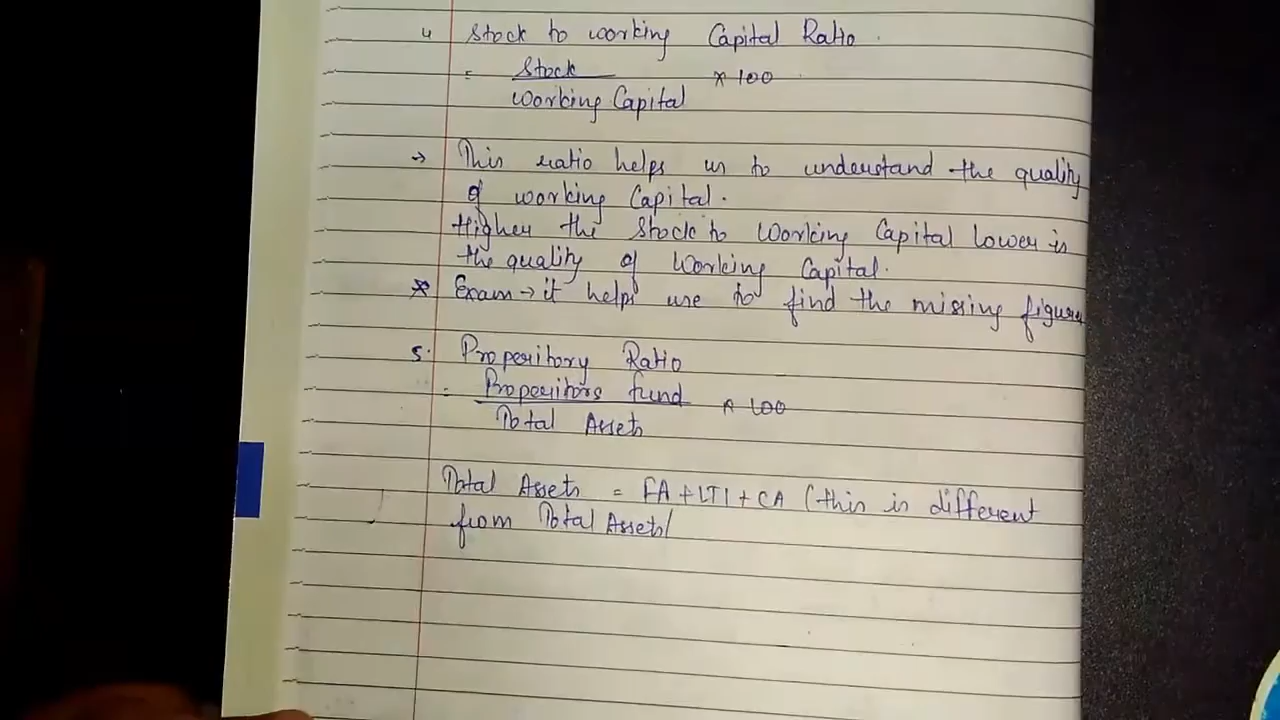 4 Stock to working Capital Ratio
= Stock × 100
Working Capital
→ This ratio helps us to understand the quality
of working Capital.
Higher the Stock to Working Capital lower is
the quality of Working Capital.
* Exam → it helps use to find the missing figures
5. Properitory Ratio
= Properitors fund × 100
Total Assets
Total Assets = FA + LTI + CA (this is different
from Total Assets/